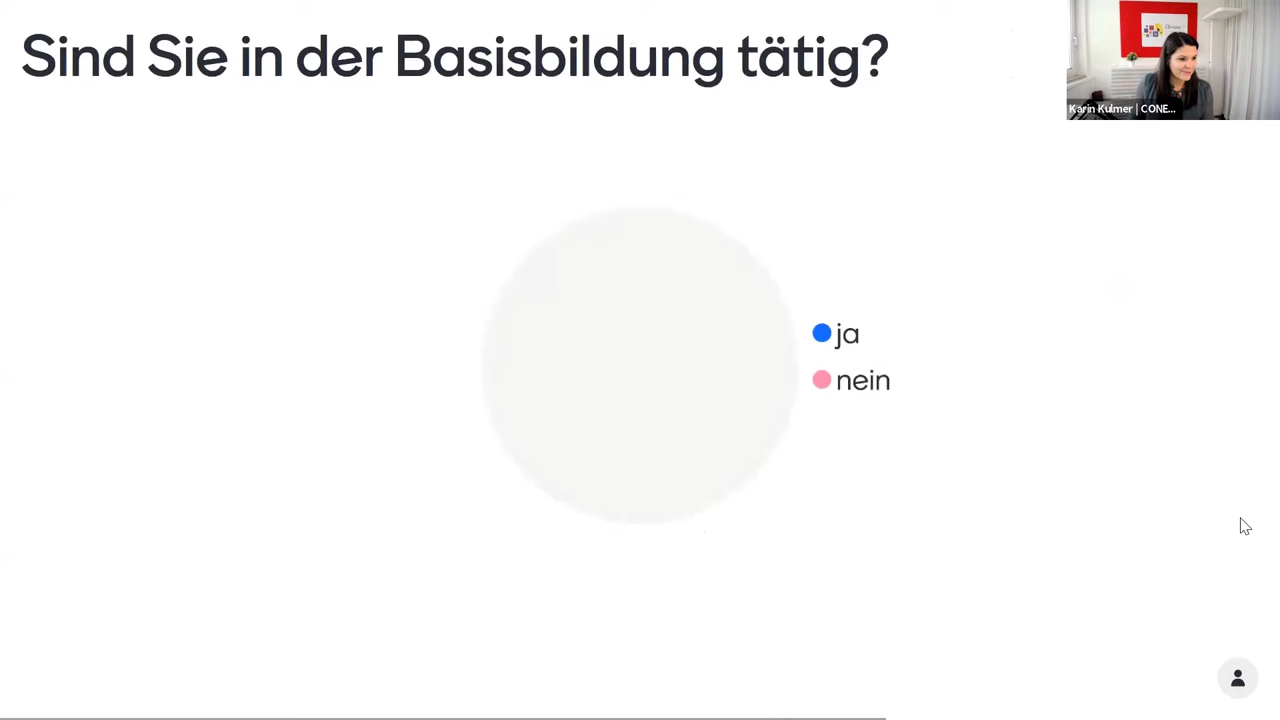 Sind Sie in der Basisbildung tätig?
Karin Kulmer | CONE...
ja
nein